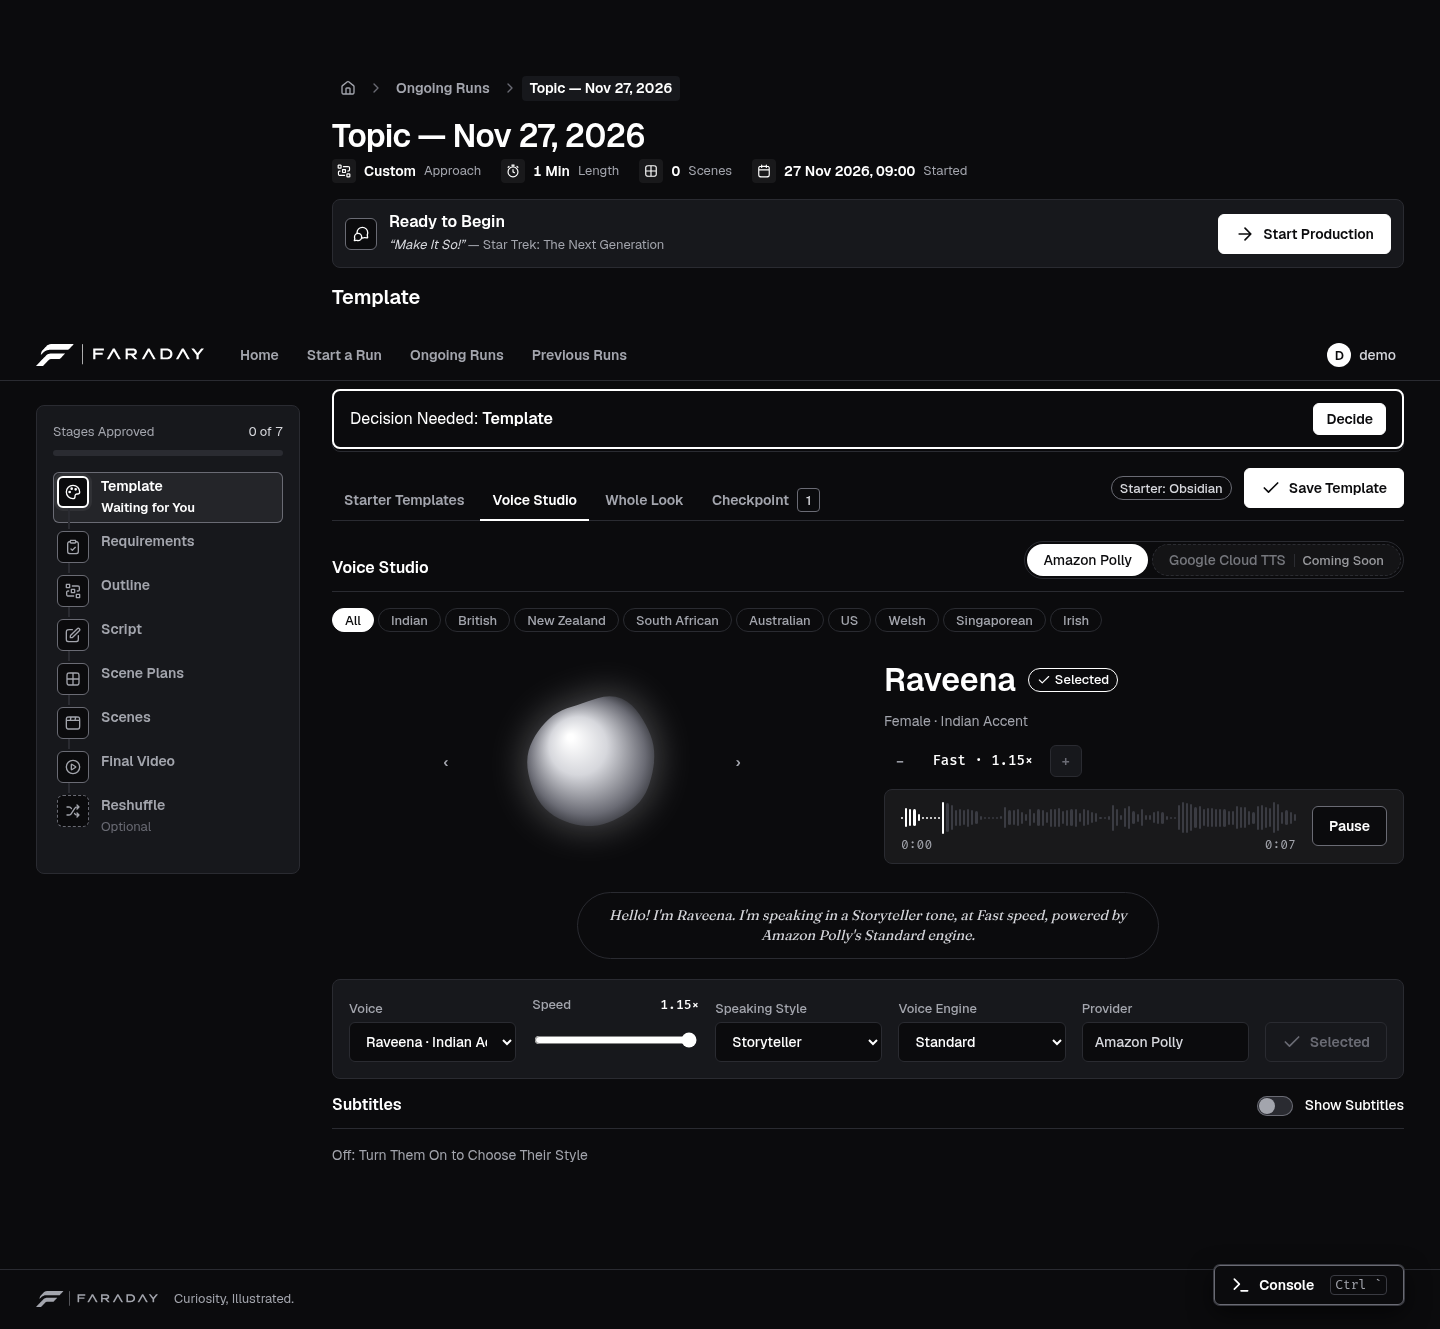 Ongoing Runs
Topic — Nov 27, 2026
Topic — Nov 27, 2026
Custom Approach
1 Min Length
0 Scenes
27 Nov 2026, 09:00 Started
Ready to Begin
“Make It So!” — Star Trek: The Next Generation
Start Production
Template
FARADAY
Home
Start a Run
Ongoing Runs
Previous Runs
D demo
Stages Approved
0 of 7
Template
Waiting for You
Requirements
Outline
Script
Scene Plans
Scenes
Final Video
Reshuffle
Optional
Decision Needed: Template
Decide
Starter Templates
Voice Studio
Whole Look
Checkpoint 1
Starter: Obsidian
Save Template
Voice Studio
Amazon Polly
Google Cloud TTS
Coming Soon
All
Indian
British
New Zealand
South African
Australian
US
Welsh
Singaporean
Irish
‹
›
Raveena
Selected
Female · Indian Accent
– Fast · 1.15× +
0:00
0:07
Pause
Hello! I'm Raveena. I'm speaking in a Storyteller tone, at Fast speed, powered by
Amazon Polly's Standard engine.
Voice
Raveena · Indian Ac
Speed
1.15×
Speaking Style
Storyteller
Voice Engine
Standard
Provider
Amazon Polly
Selected
Subtitles
Show Subtitles
Off: Turn Them On to Choose Their Style
FARADAY
Curiosity, Illustrated.
Console
Ctrl `